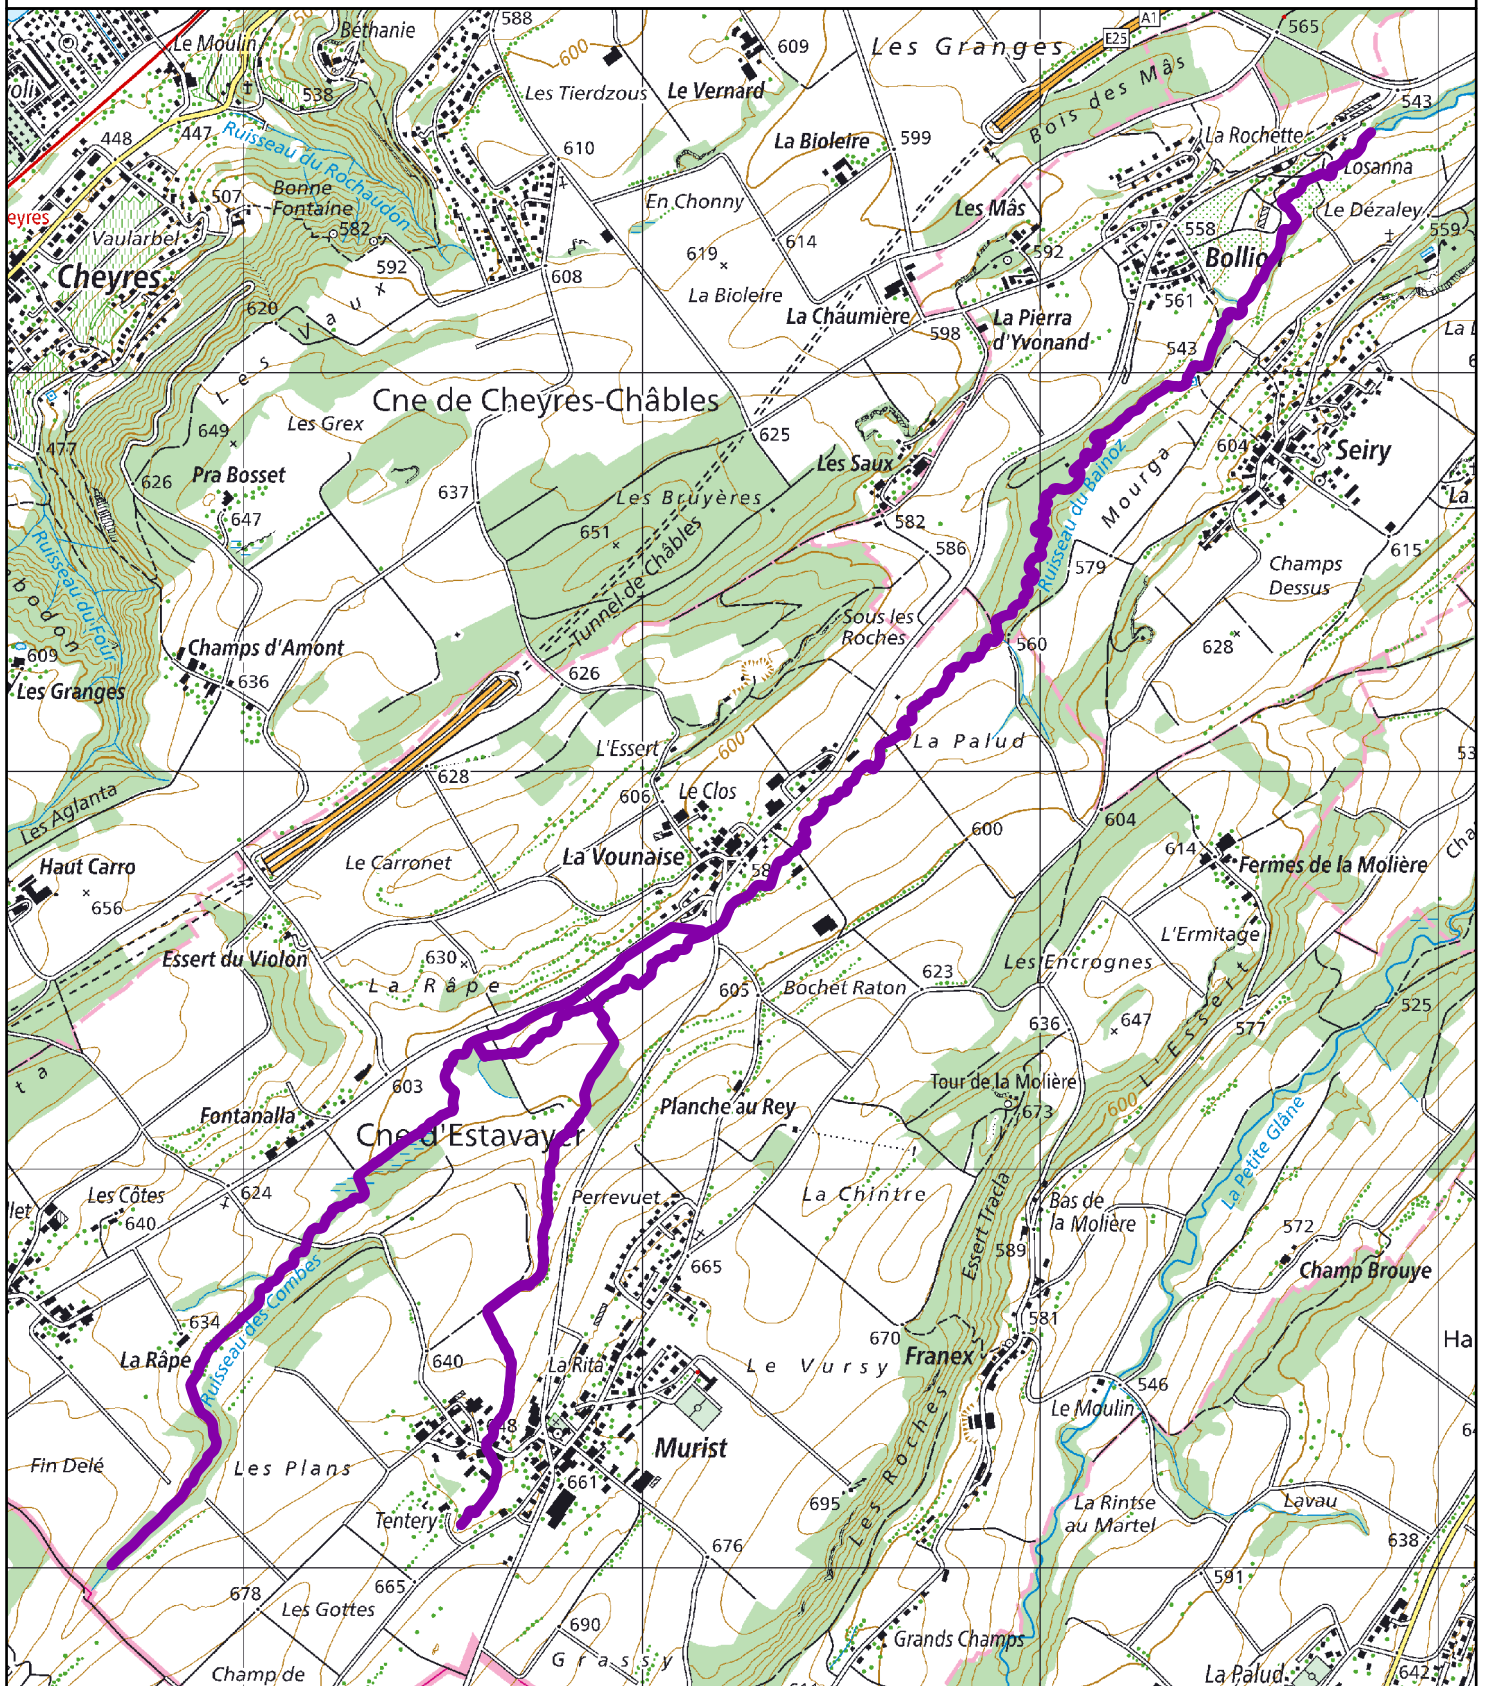 588
Béthanie
Le Moulin
600
609
Les Granges
A1
E25
565
538
Les Tierdzous
Le Vernard
Bois des Mâs
543
448
447
Ruisseau du Rochaudon
610
La Bioleire
599
La Rochette
Losanna
507
Bonne
Fontaine
582
En Chonny
Les Mâs
Le Dézaley
Vaularbel
592
619
614
592
558
559
Cheyres
Bollion
608
620
La Bioleire
La Chaumière
598
La Pierra
d'Yvonand
561
543
Les Vaux
Cne de Cheyres-Châbles
649
Les Grex
625
604
Seiry
477
626
Pra Bosset
637
Les Saux
Ruisseau du Bainoz
Mourga
647
Les Bruyères
651
582
586
579
615
Champs
Dessus
Ruisseau du Four
Tunnel de Châbles
Sous les
Roches
560
628
609
Les Granges
Champs d'Amont
636
626
L'Essert
600
La Palud
628
606
Le Clos
Les Aglanta
600
604
Haut Carro
Le Carronet
La Vounaise
614
Fermes de la Molière
656
Essert du Violon
630
La Râpe
L'Ermitage
Les Encrognes
623
605
Bochet Raton
525
636
647
577
L'Essert
603
Tour de la Molière
673
600
Fontanalla
Planche au Rey
Cne d'Estavayer
La Petite Glâne
Les Côtes
624
640
Perrevuet
La Chintre
Essert Tracla
Bas de
la Molière
572
589
665
Champ Brouye
Ruisseau des Combes
634
La Râpe
640
La Rita
670
Le Vursy
Franex
581
546
Le Moulin
Murist
Fin Delé
Les Plans
661
695
Les Roches
La Rintse
au Martel
Lavau
Tentery
676
638
665
678
Les Gottes
591
690
Grands Champs
Grassy
Champ de
La Palud
642